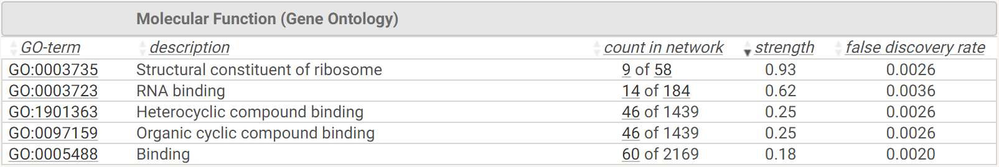 Molecular Function (Gene Ontology)
GO-term description count in network strength false discovery rate
GO:0003735 Structural constituent of ribosome 9 of 58 0.93 0.0026
GO:0003723 RNA binding 14 of 184 0.62 0.0036
GO:1901363 Heterocyclic compound binding 46 of 1439 0.25 0.0026
GO:0097159 Organic cyclic compound binding 46 of 1439 0.25 0.0026
GO:0005488 Binding 60 of 2169 0.18 0.0020